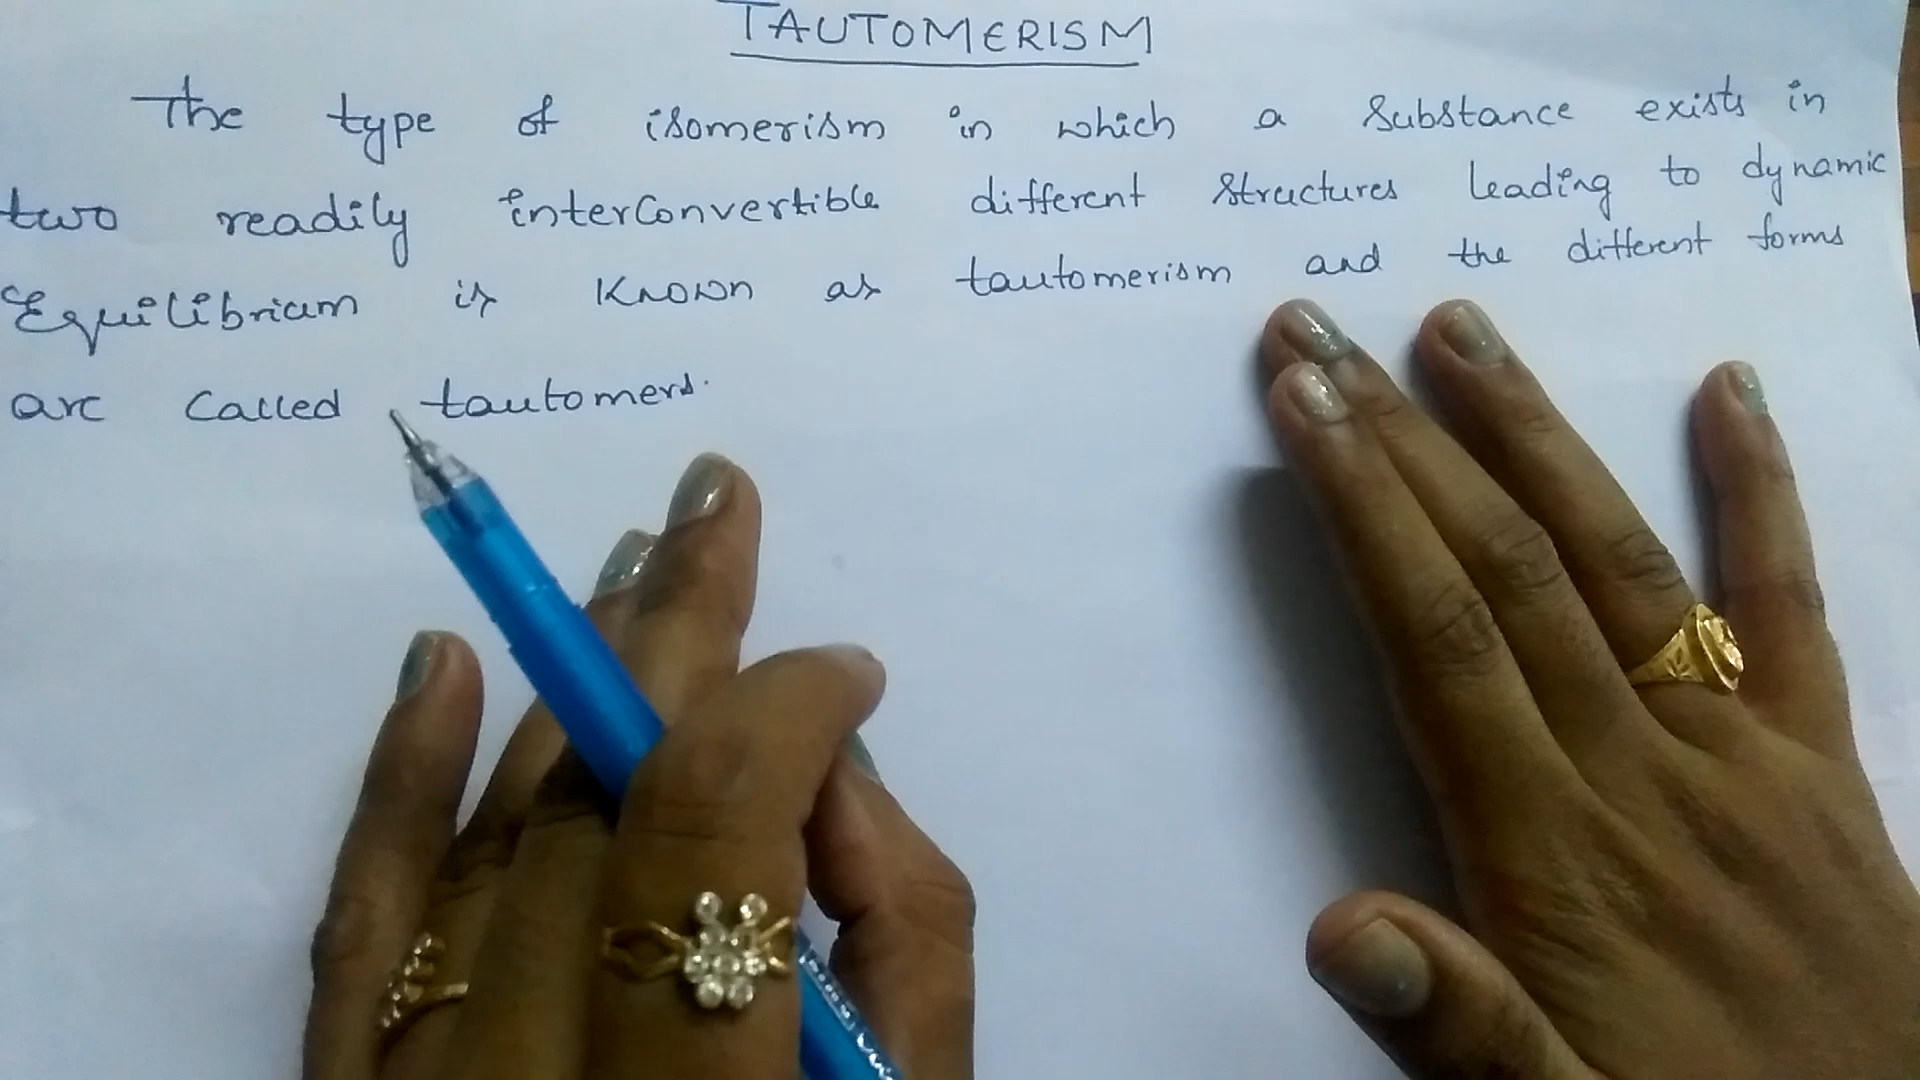 TAUTOMERISM
The type of isomerism in which a substance exists in
two readily interconvertible different structures leading to dynamic
Equilibrium is known as tautomerism and the different forms
are called tautomers.